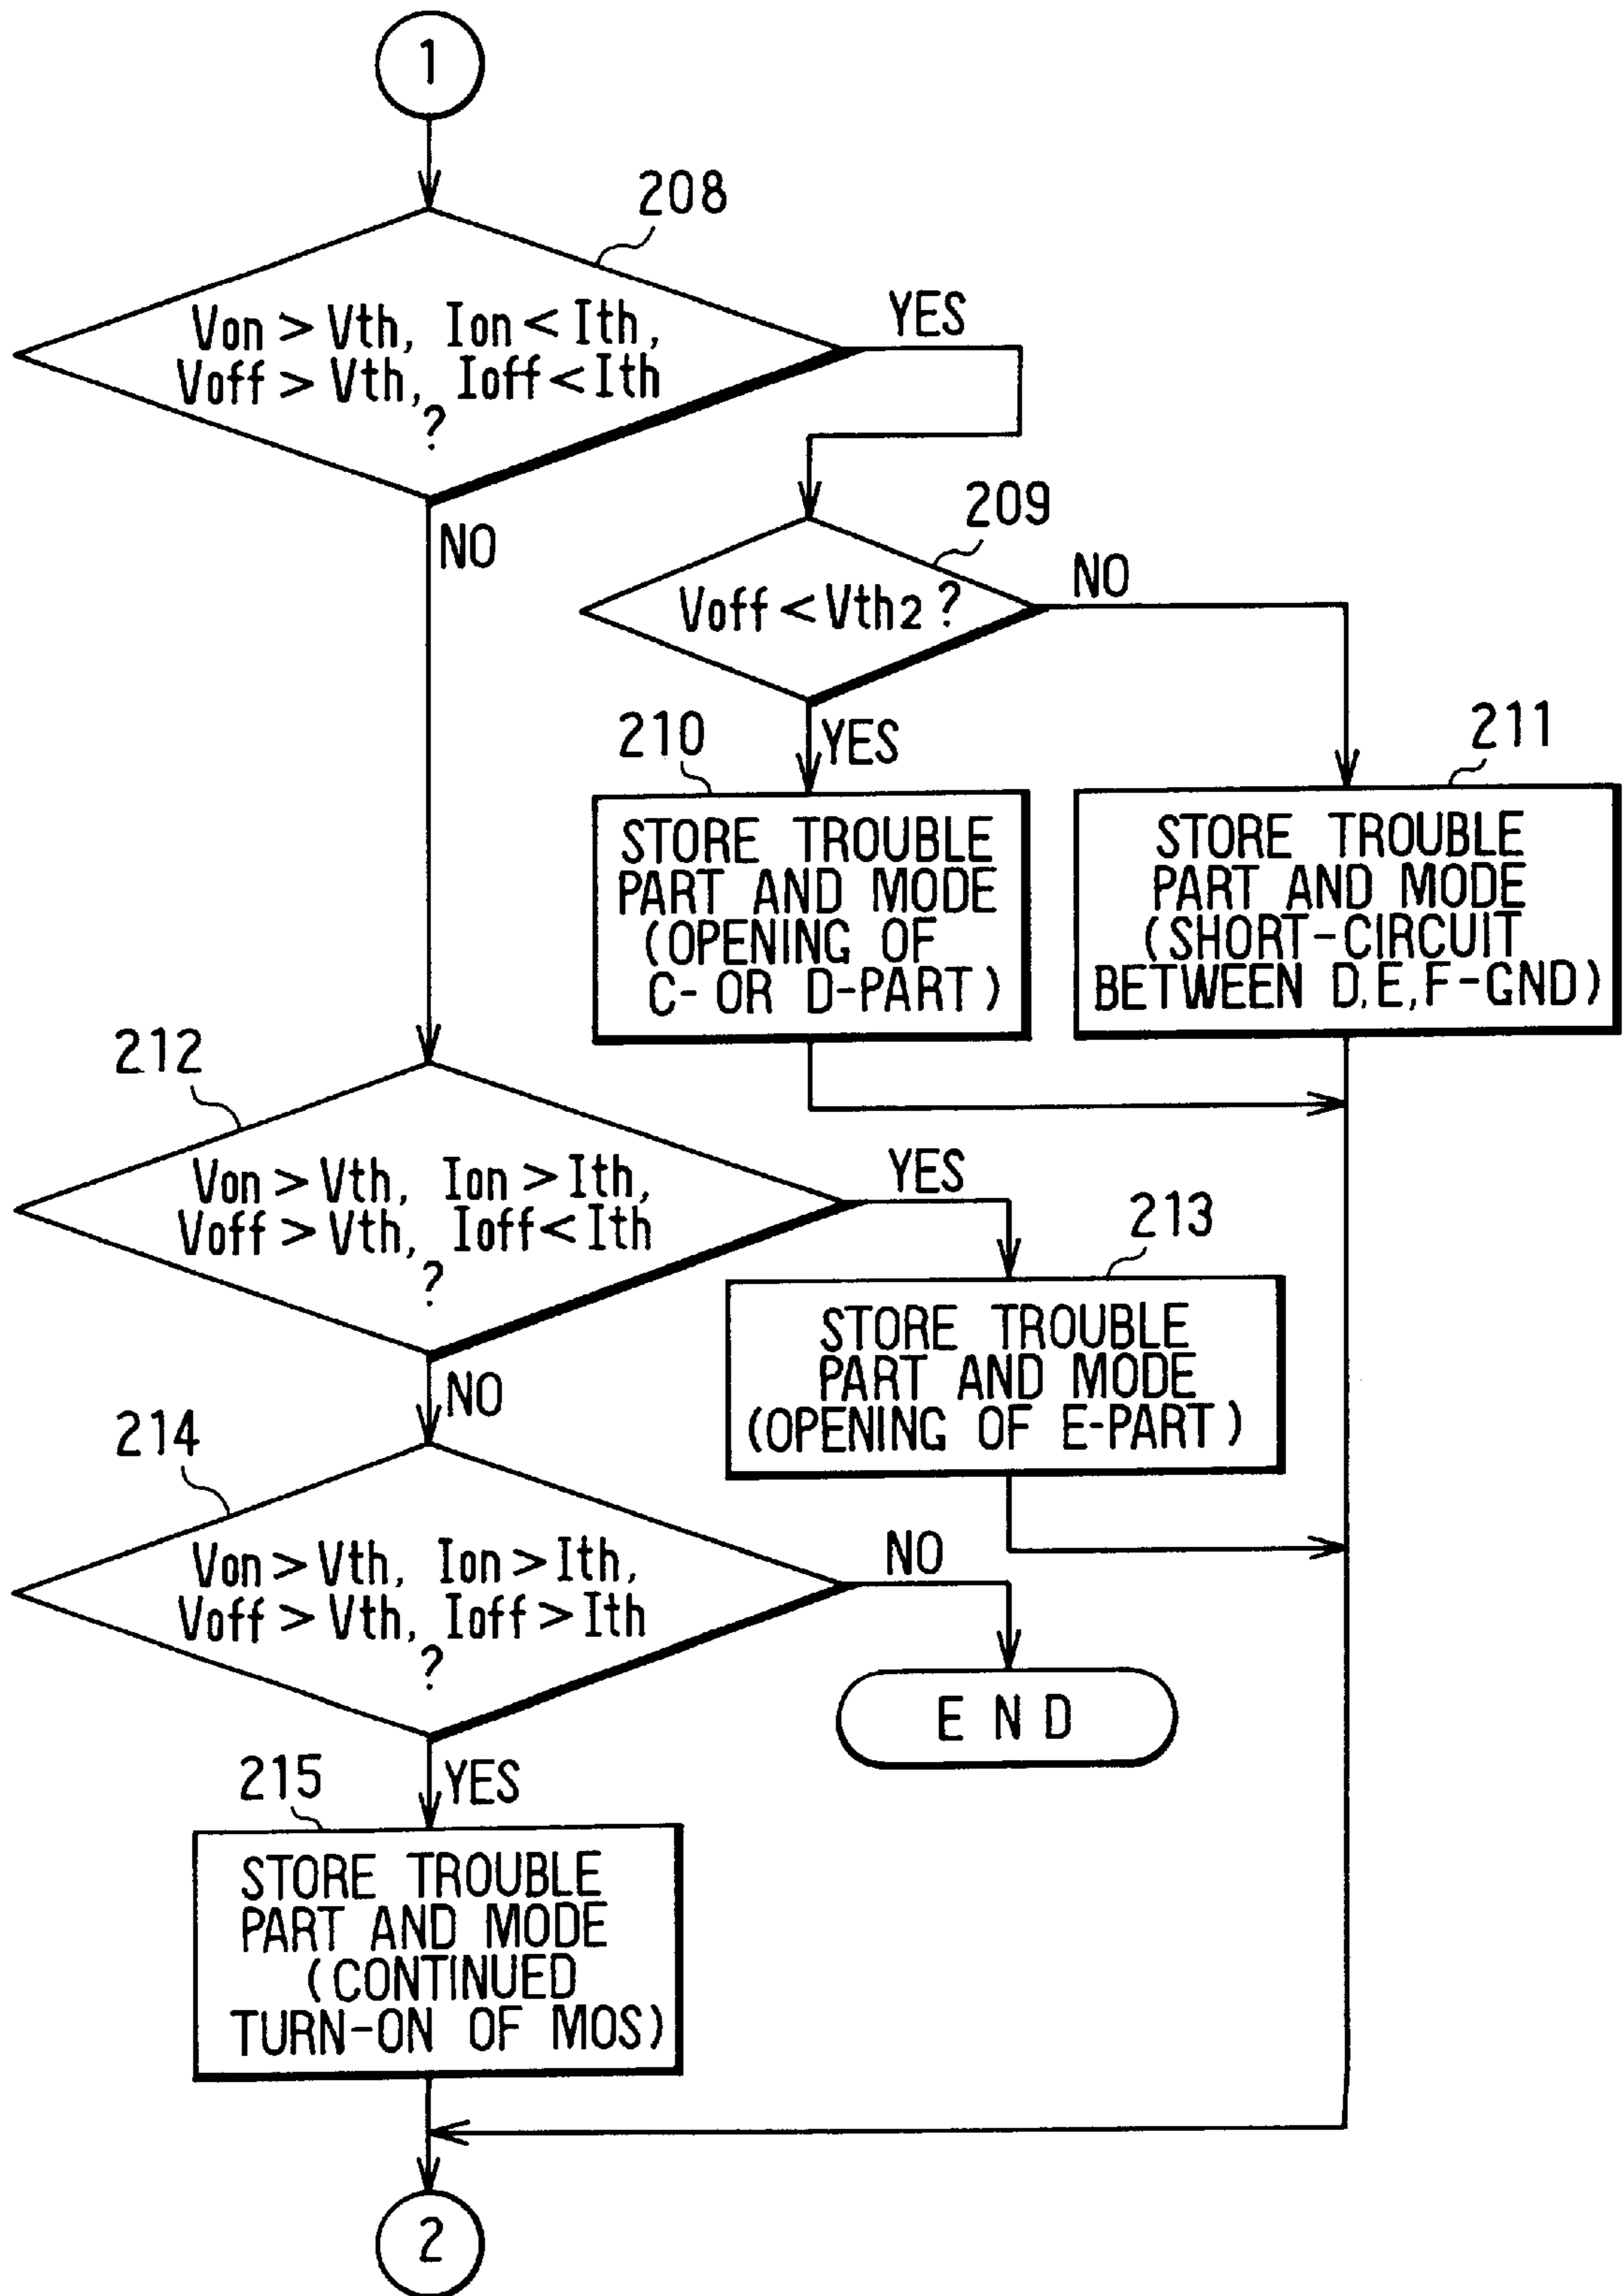 1
208
Von > Vth, Ion < Ith,
Voff > Vth, Ioff < Ith
?
YES
NO
209
Voff < Vth2 ?
NO
YES
210
STORE TROUBLE
PART AND MODE
(OPENING OF
C- OR D-PART)
211
STORE TROUBLE
PART AND MODE
(SHORT-CIRCUIT
BETWEEN D,E,F-GND)
212
Von > Vth, Ion > Ith,
Voff > Vth, Ioff < Ith
?
YES
NO
213
STORE TROUBLE
PART AND MODE
(OPENING OF E-PART)
214
Von > Vth, Ion > Ith,
Voff > Vth, Ioff > Ith
?
NO
END
YES
215
STORE TROUBLE
PART AND MODE
(CONTINUED
TURN-ON OF MOS)
2